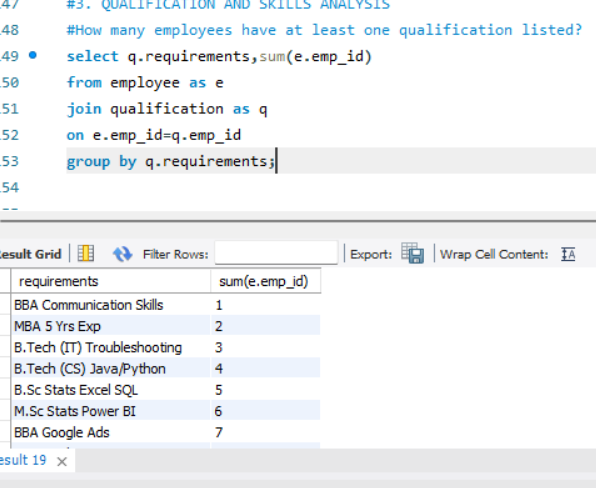 47 #3. QUALIFICATION AND SKILLS ANALYSIS
48 #How many employees have at least one qualification listed?
49 select q.requirements,sum(e.emp_id)
50 from employee as e
51 join qualification as q
52 on e.emp_id=q.emp_id
53 group by q.requirements;
54
Result Grid Filter Rows: Export: Wrap Cell Content: IA
requirements sum(e.emp_id)
BBA Communication Skills 1
MBA 5 Yrs Exp 2
B.Tech (IT) Troubleshooting 3
B.Tech (CS) Java/Python 4
B.Sc Stats Excel SQL 5
M.Sc Stats Power BI 6
BBA Google Ads 7
esult 19 ×